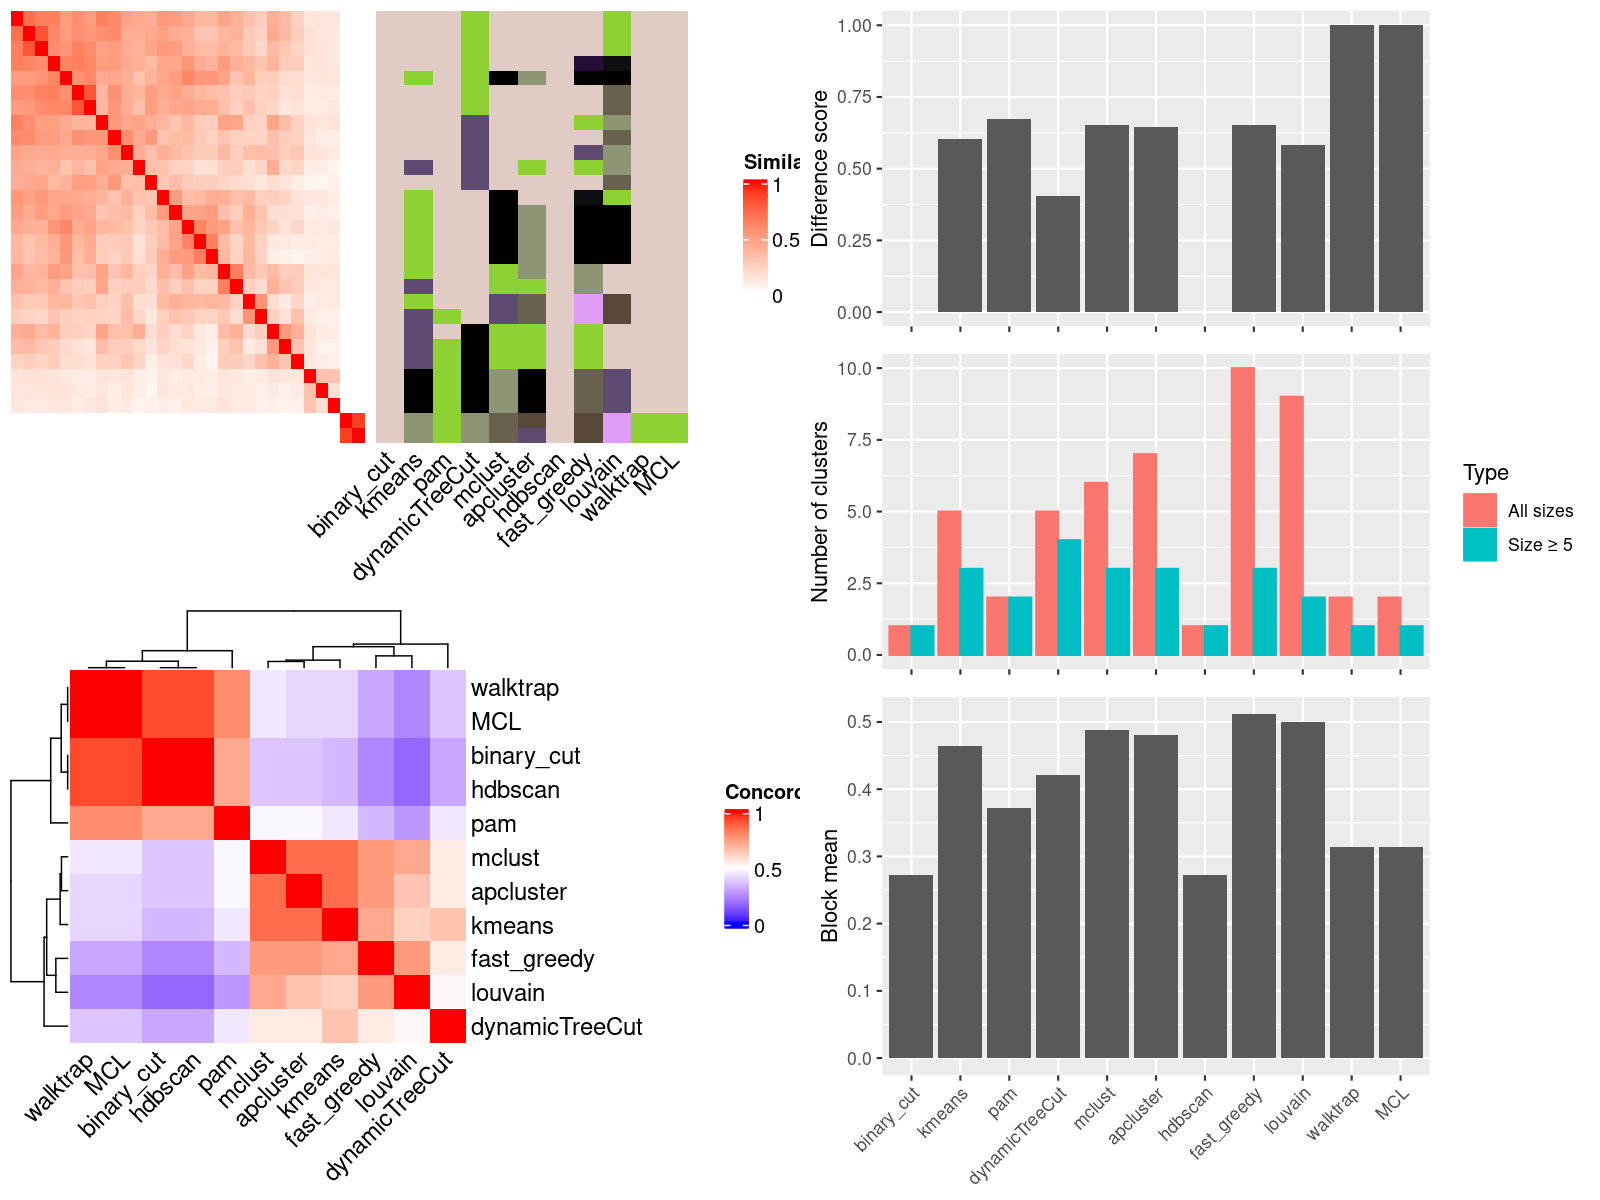 Simila
1
0.5
0
binary_cut
kmeans
pam
dynamicTreeCut
mclust
apcluster
hdbscan
fast_greedy
louvain
walktrap
MCL
walktrap
MCL
binary_cut
hdbscan
pam
mclust
apcluster
kmeans
fast_greedy
louvain
dynamicTreeCut
Concord
1
0.5
0
walktrap
MCL
binary_cut
hdbscan
pam
mclust
apcluster
kmeans
fast_greedy
louvain
dynamicTreeCut
Difference score
1.00
0.75
0.50
0.25
0.00
Number of clusters
10.0
7.5
5.0
2.5
0.0
Type
All sizes
Size ≥ 5
Block mean
0.5
0.4
0.3
0.2
0.1
0.0
binary_cut
kmeans
pam
dynamicTreeCut
mclust
apcluster
hdbscan
fast_greedy
louvain
walktrap
MCL